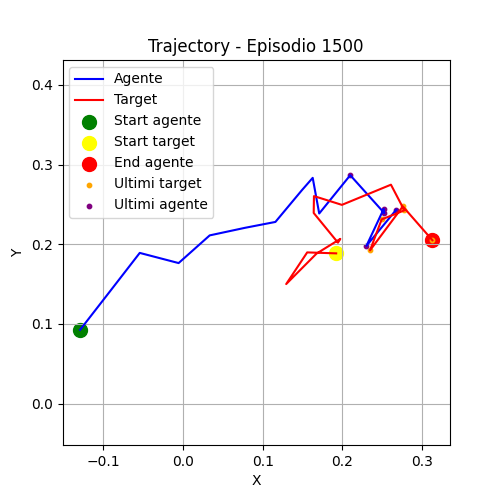 Trajectory - Episodio 1500
Agente
Target
Start agente
Start target
End agente
Ultimi target
Ultimi agente
Y
0.4
0.3
0.2
0.1
0.0
−0.1
0.0
0.1
0.2
0.3
X